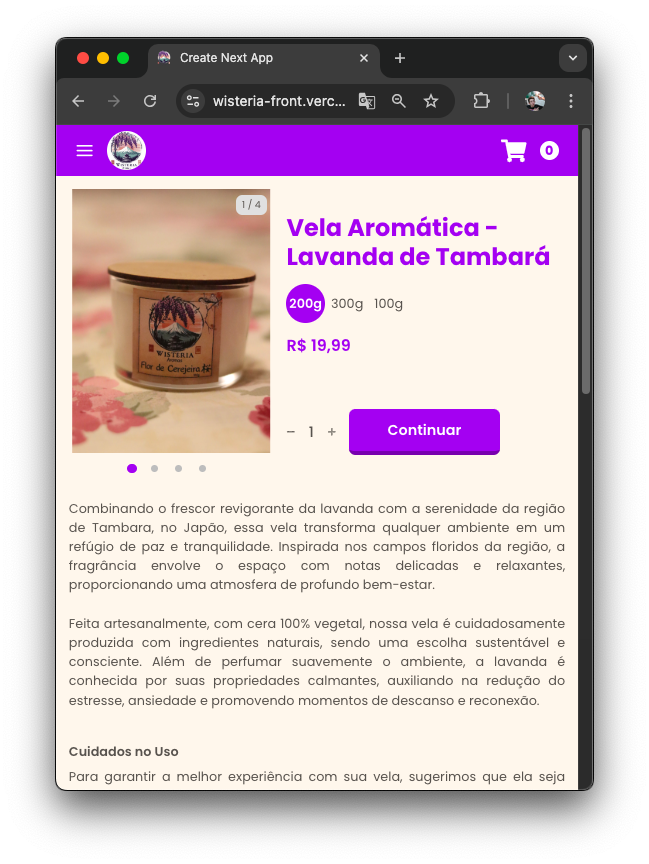 Create Next App
wisteria-front.verc...
WISTERIA
0
1 / 4
WISTERIA
Aromas
Flor de Cerejeira
Vela Aromática -
Lavanda de Tambará
200g 300g 100g
R$ 19,99
− 1 + Continuar
Combinando o frescor revigorante da lavanda com a serenidade da região
de Tambara, no Japão, essa vela transforma qualquer ambiente em um
refúgio de paz e tranquilidade. Inspirada nos campos floridos da região, a
fragrância envolve o espaço com notas delicadas e relaxantes,
proporcionando uma atmosfera de profundo bem-estar.
Feita artesanalmente, com cera 100% vegetal, nossa vela é cuidadosamente
produzida com ingredientes naturais, sendo uma escolha sustentável e
consciente. Além de perfumar suavemente o ambiente, a lavanda é
conhecida por suas propriedades calmantes, auxiliando na redução do
estresse, ansiedade e promovendo momentos de descanso e reconexão.
Cuidados no Uso
Para garantir a melhor experiência com sua vela, sugerimos que ela seja